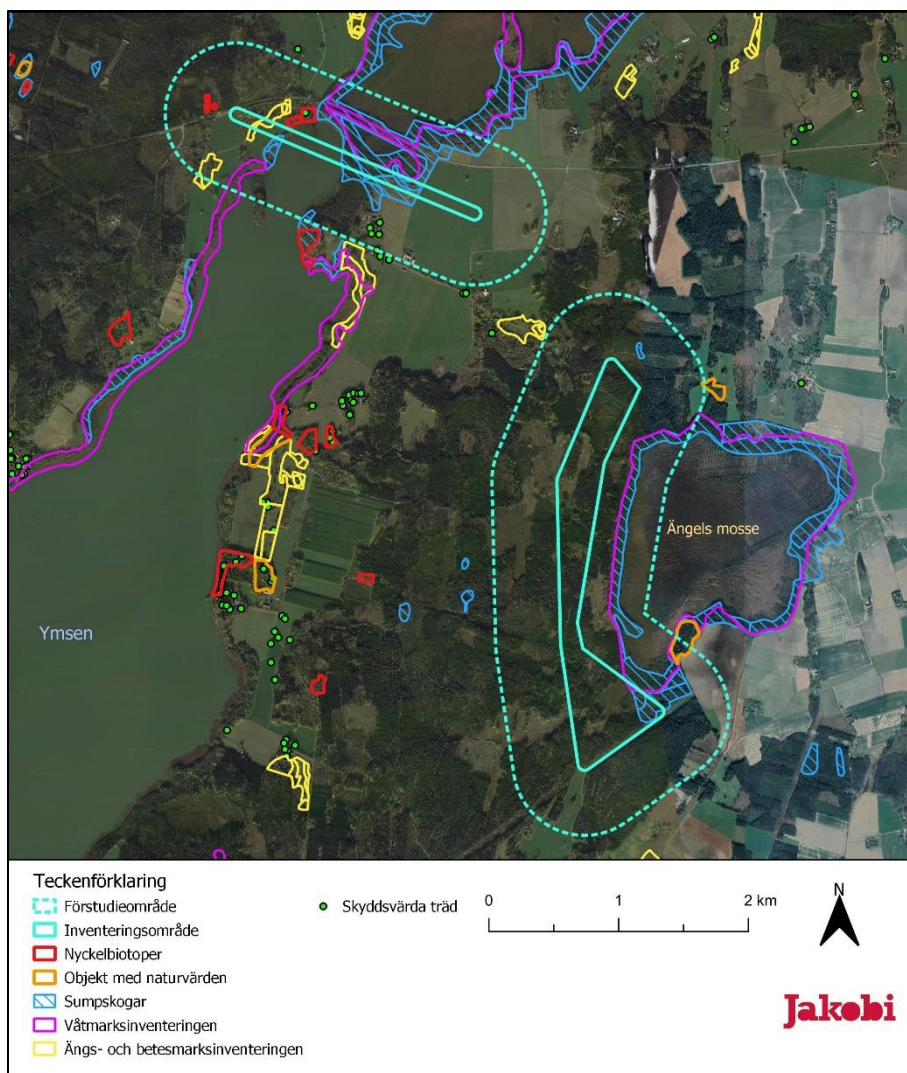 Ängels mosse
Ymsen
Teckenförklaring
Förstudieområde
Inventeringsområde
Nyckelbiotoper
Objekt med naturvärden
Sumpskogar
Våtmarksinventeringen
Ängs- och betesmarksinventeringen
Skyddsvärda träd
0 1 2 km
N
Jakobi